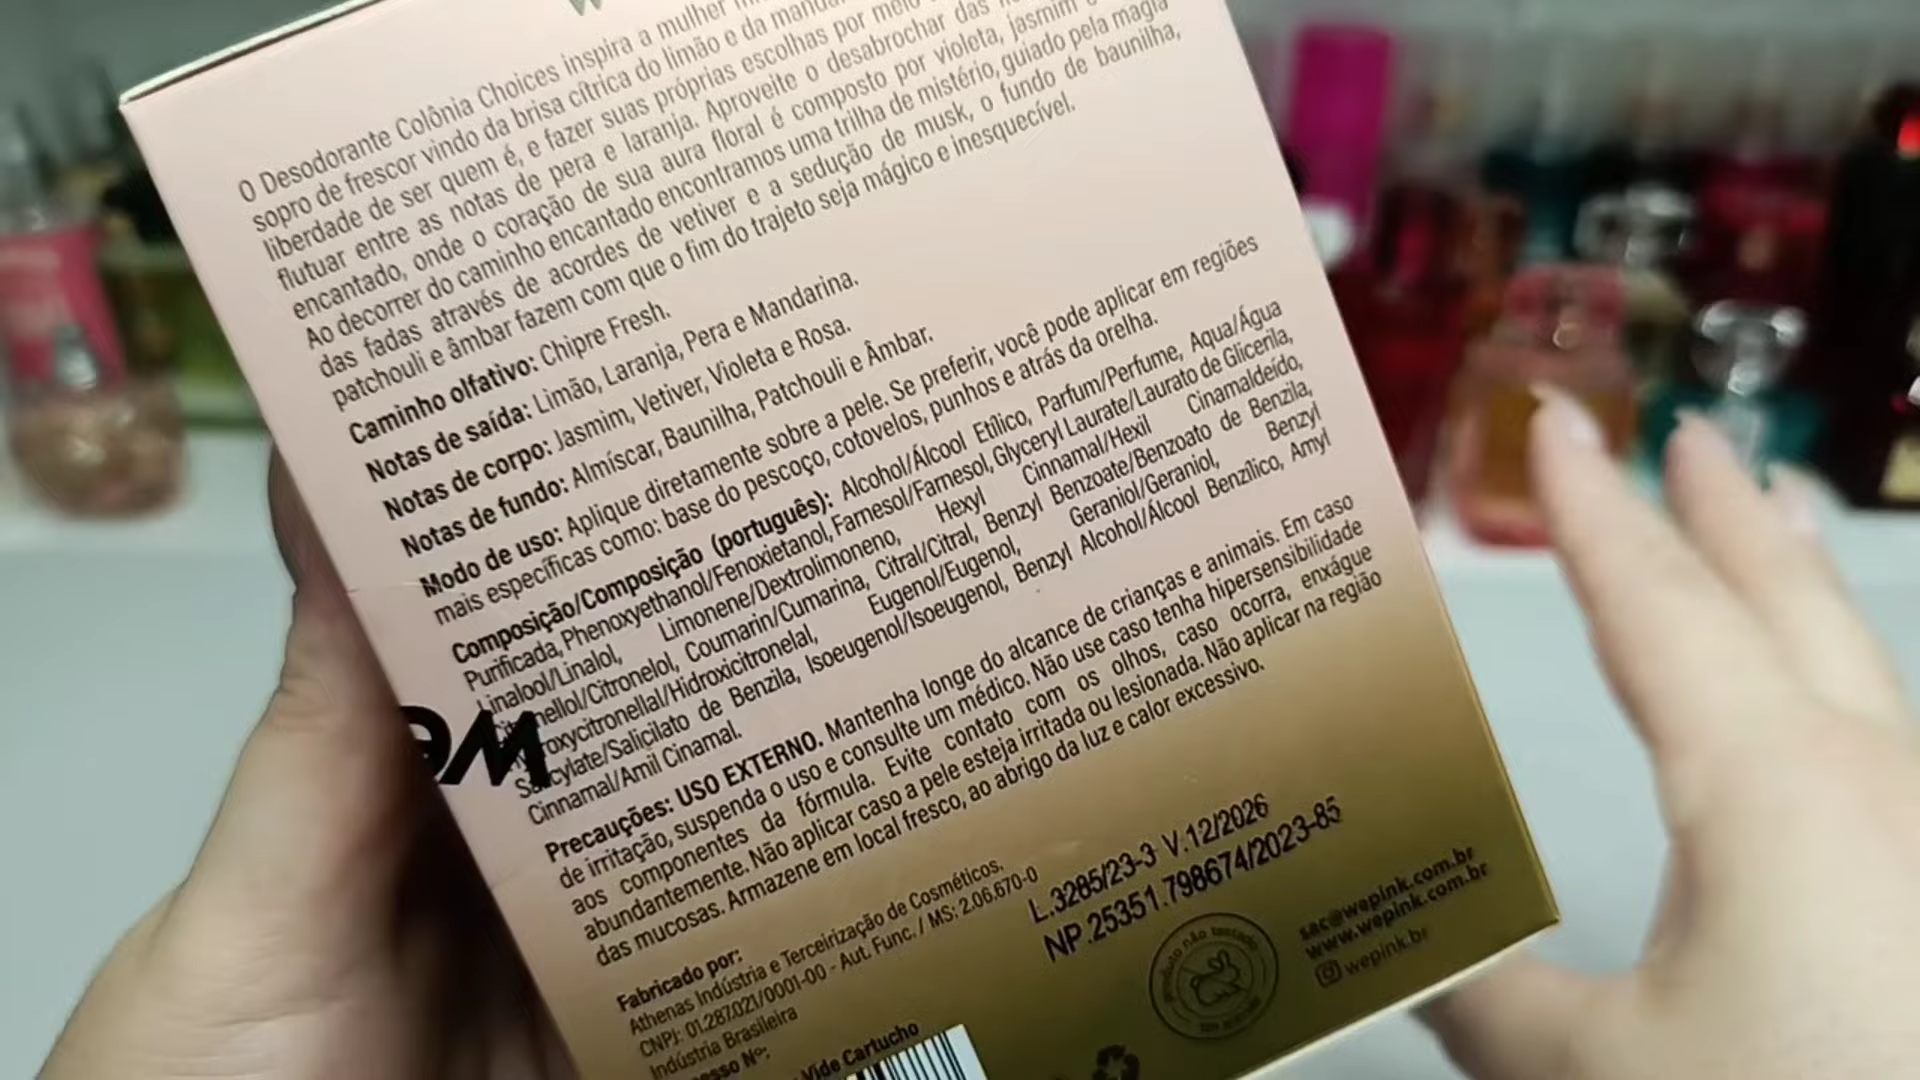 O Desodorante Colônia Choices inspira a mulher
sopro de frescor vindo da brisa cítrica do limão e da
liberdade de ser quem é, e fazer suas próprias escolhas por meio
flutuar entre as notas de pera e laranja. Aproveite o desabrochar das
encantado, onde o coração de sua aura floral é composto por violeta, jasmim e
Ao decorrer do caminho encantado encontramos uma trilha de mistério, guiado pela magia
das fadas através de acordes de vetiver e a sedução de musk, o fundo de baunilha,
patchouli e âmbar fazem com que o fim do trajeto seja mágico e inesquecível.
Caminho olfativo: Chipre Fresh.
Notas de saída: Limão, Laranja, Pera e Mandarina.
Notas de corpo: Jasmim, Vetiver, Violeta e Rosa.
Notas de fundo: Almíscar, Baunilha, Patchouli e Âmbar.
Modo de uso: Aplique diretamente sobre a pele. Se preferir, você pode aplicar em regiões
mais específicas como: base do pescoço, cotovelos, punhos e atrás da orelha.
Composição/Composição (português): Alcohol/Álcool Etílico, Parfum/Perfume, Aqua/Água
Purificada, Phenoxyethanol/Fenoxietanol, Farnesol/Farnesol, Glyceryl Laurate/Laurato de Glicerila,
Linalool/Linalol, Limonene/Dextrolimoneno, Hexyl Cinnamal/Hexil Cinamaldeído,
Citronelol, Coumarin/Cumarina, Citral/Citral, Benzyl Benzoate/Benzoato de Benzila,
Hidroxicitronelal, Eugenol/Eugenol, Geraniol/Geraniol, Benzyl
Salicylate/Salicilato de Benzila, Isoeugenol/Isoeugenol, Benzyl Alcohol/Álcool Benzílico, Amyl
Cinnamal/Amil Cinamal.
Precauções: USO EXTERNO. Mantenha longe do alcance de crianças e animais. Em caso
de irritação, suspenda o uso e consulte um médico. Não use caso tenha hipersensibilidade
aos componentes da fórmula. Evite contato com os olhos, caso ocorra, enxágue
abundantemente. Não aplicar caso a pele esteja irritada ou lesionada. Não aplicar na região
das mucosas. Armazene em local fresco, ao abrigo da luz e calor excessivo.
L.3285/23-3 V.12/2026
NP.25351.798674/2023-85
Fabricado por:
Athenas Indústria e Terceirização de Cosméticos.
CNPJ: 01.287.021/0001-00 - Aut. Func. / MS: 2.06.670-0
Indústria Brasileira
Nº:
Vide Cartucho
produto não testado
em animais
sac@wepink.com.br
www.wepink.com.br
wepink.br